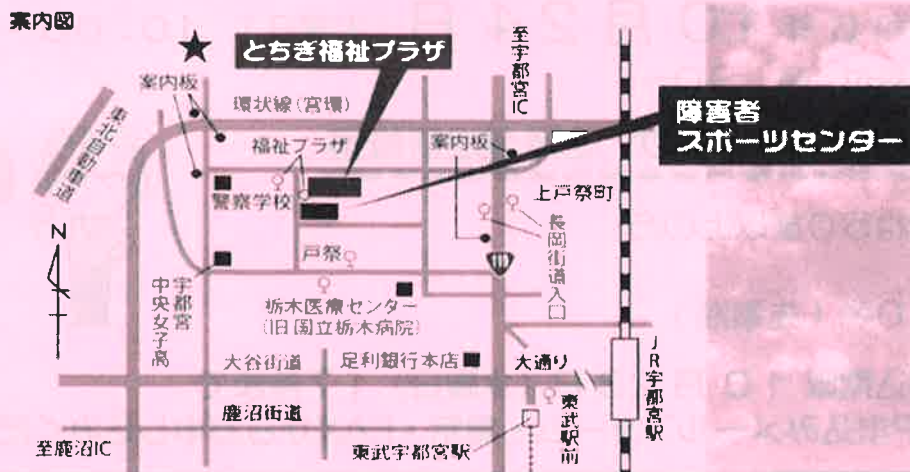 案内図
とちぎ福祉プラザ
至宇都宮IC
案内板
環状線(宮環)
障害者
スポーツセンター
東北自動車道
福祉プラザ
案内板
警察学校
上戸祭町
N
戸祭
長岡街道入口
宇都宮
中央女子高
栃木医療センター
(旧国立栃木病院)
大谷街道
足利銀行本店
大通り
JR宇都宮駅
鹿沼街道
東武駅前
至鹿沼IC
東武宇都宮駅